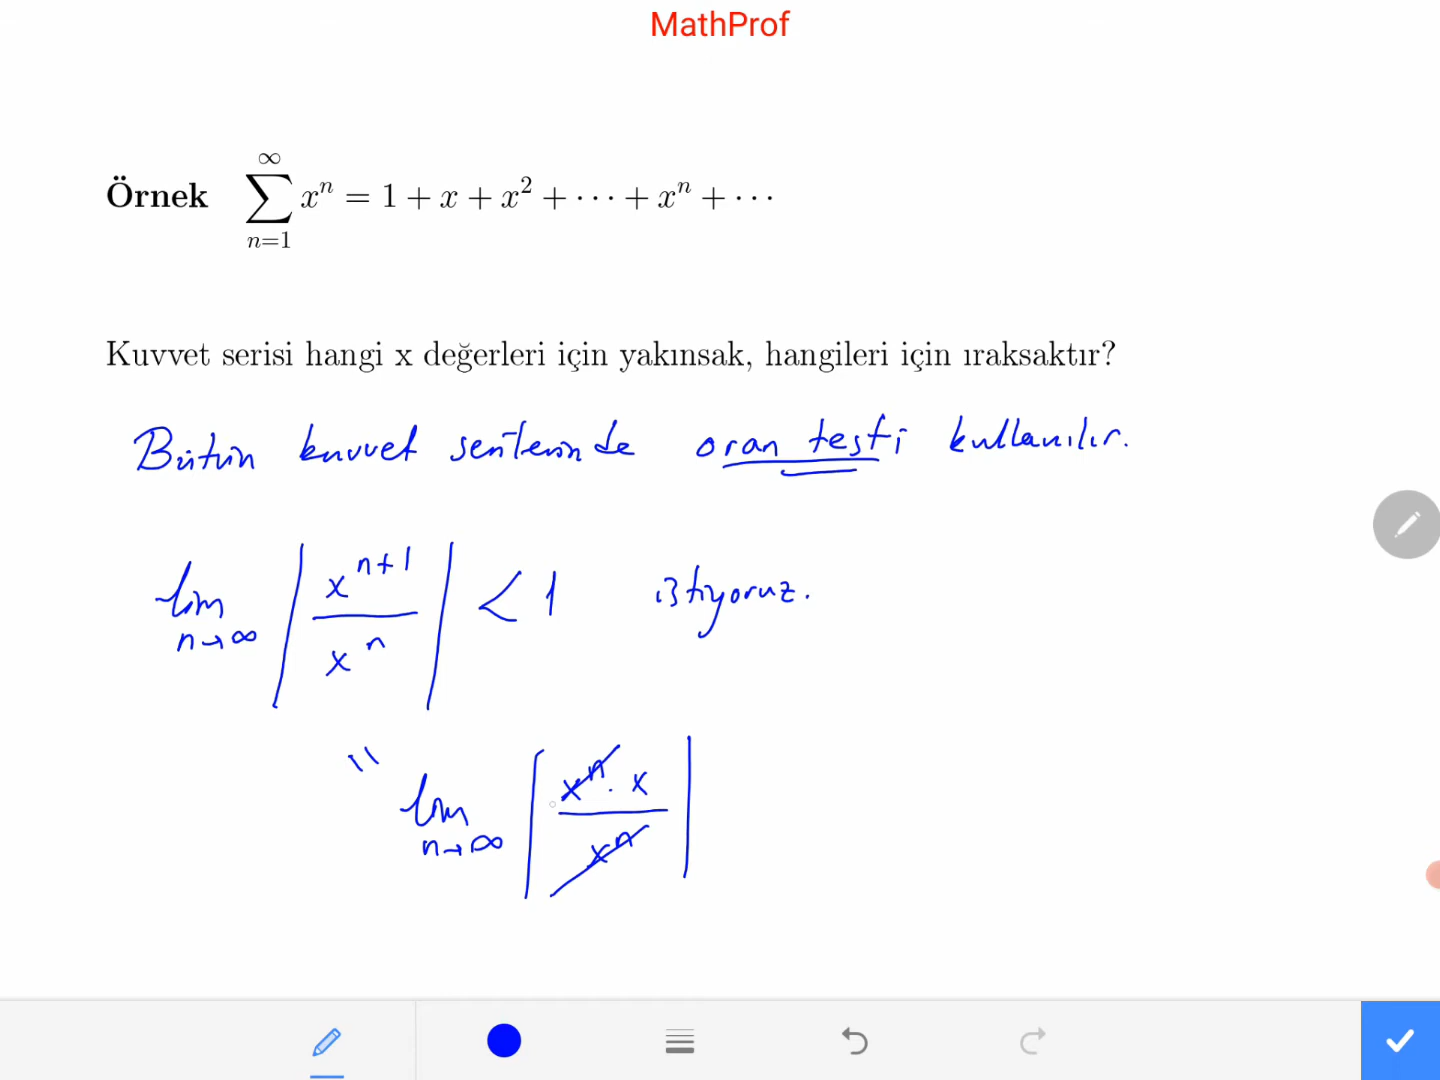 MathProf
Örnek ∑_{n=1}^{∞} x^n = 1 + x + x^2 + ··· + x^n + ···
Kuvvet serisi hangi x değerleri için yakınsak, hangileri için ıraksaktır?
Bütün kuvvet serilerinde oran testi kullanılır.
lim_{n→∞} | x^{n+1} / x^n | < 1 istiyoruz.
" lim_{n→∞} | x^n · x / x^n |